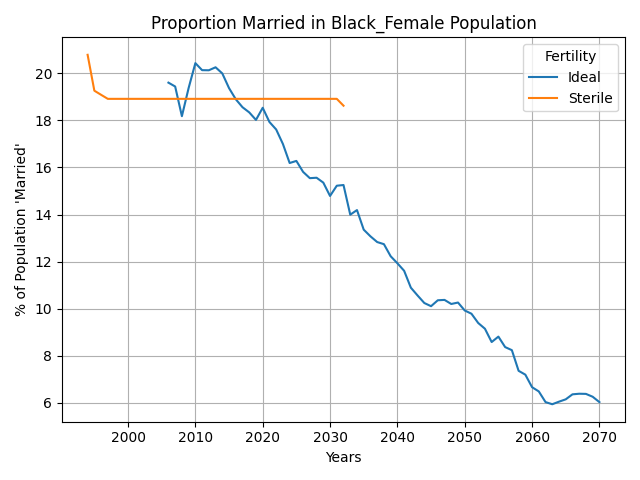 Proportion Married in Black_Female Population
Fertility
Ideal
Sterile
% of Population 'Married'
20
18
16
14
12
10
8
6
2000 2010 2020 2030 2040 2050 2060 2070
Years